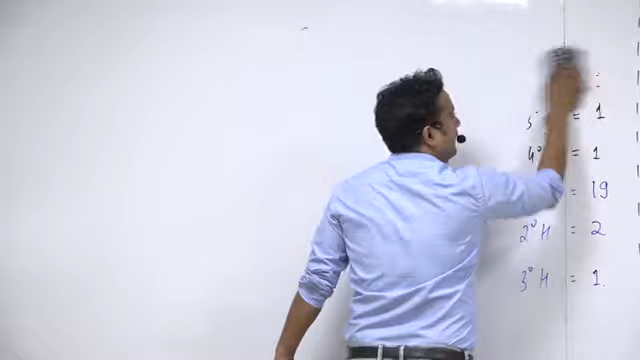 :
5° = 1
4° = 1
= 19
2° H = 2
3° H = 1.